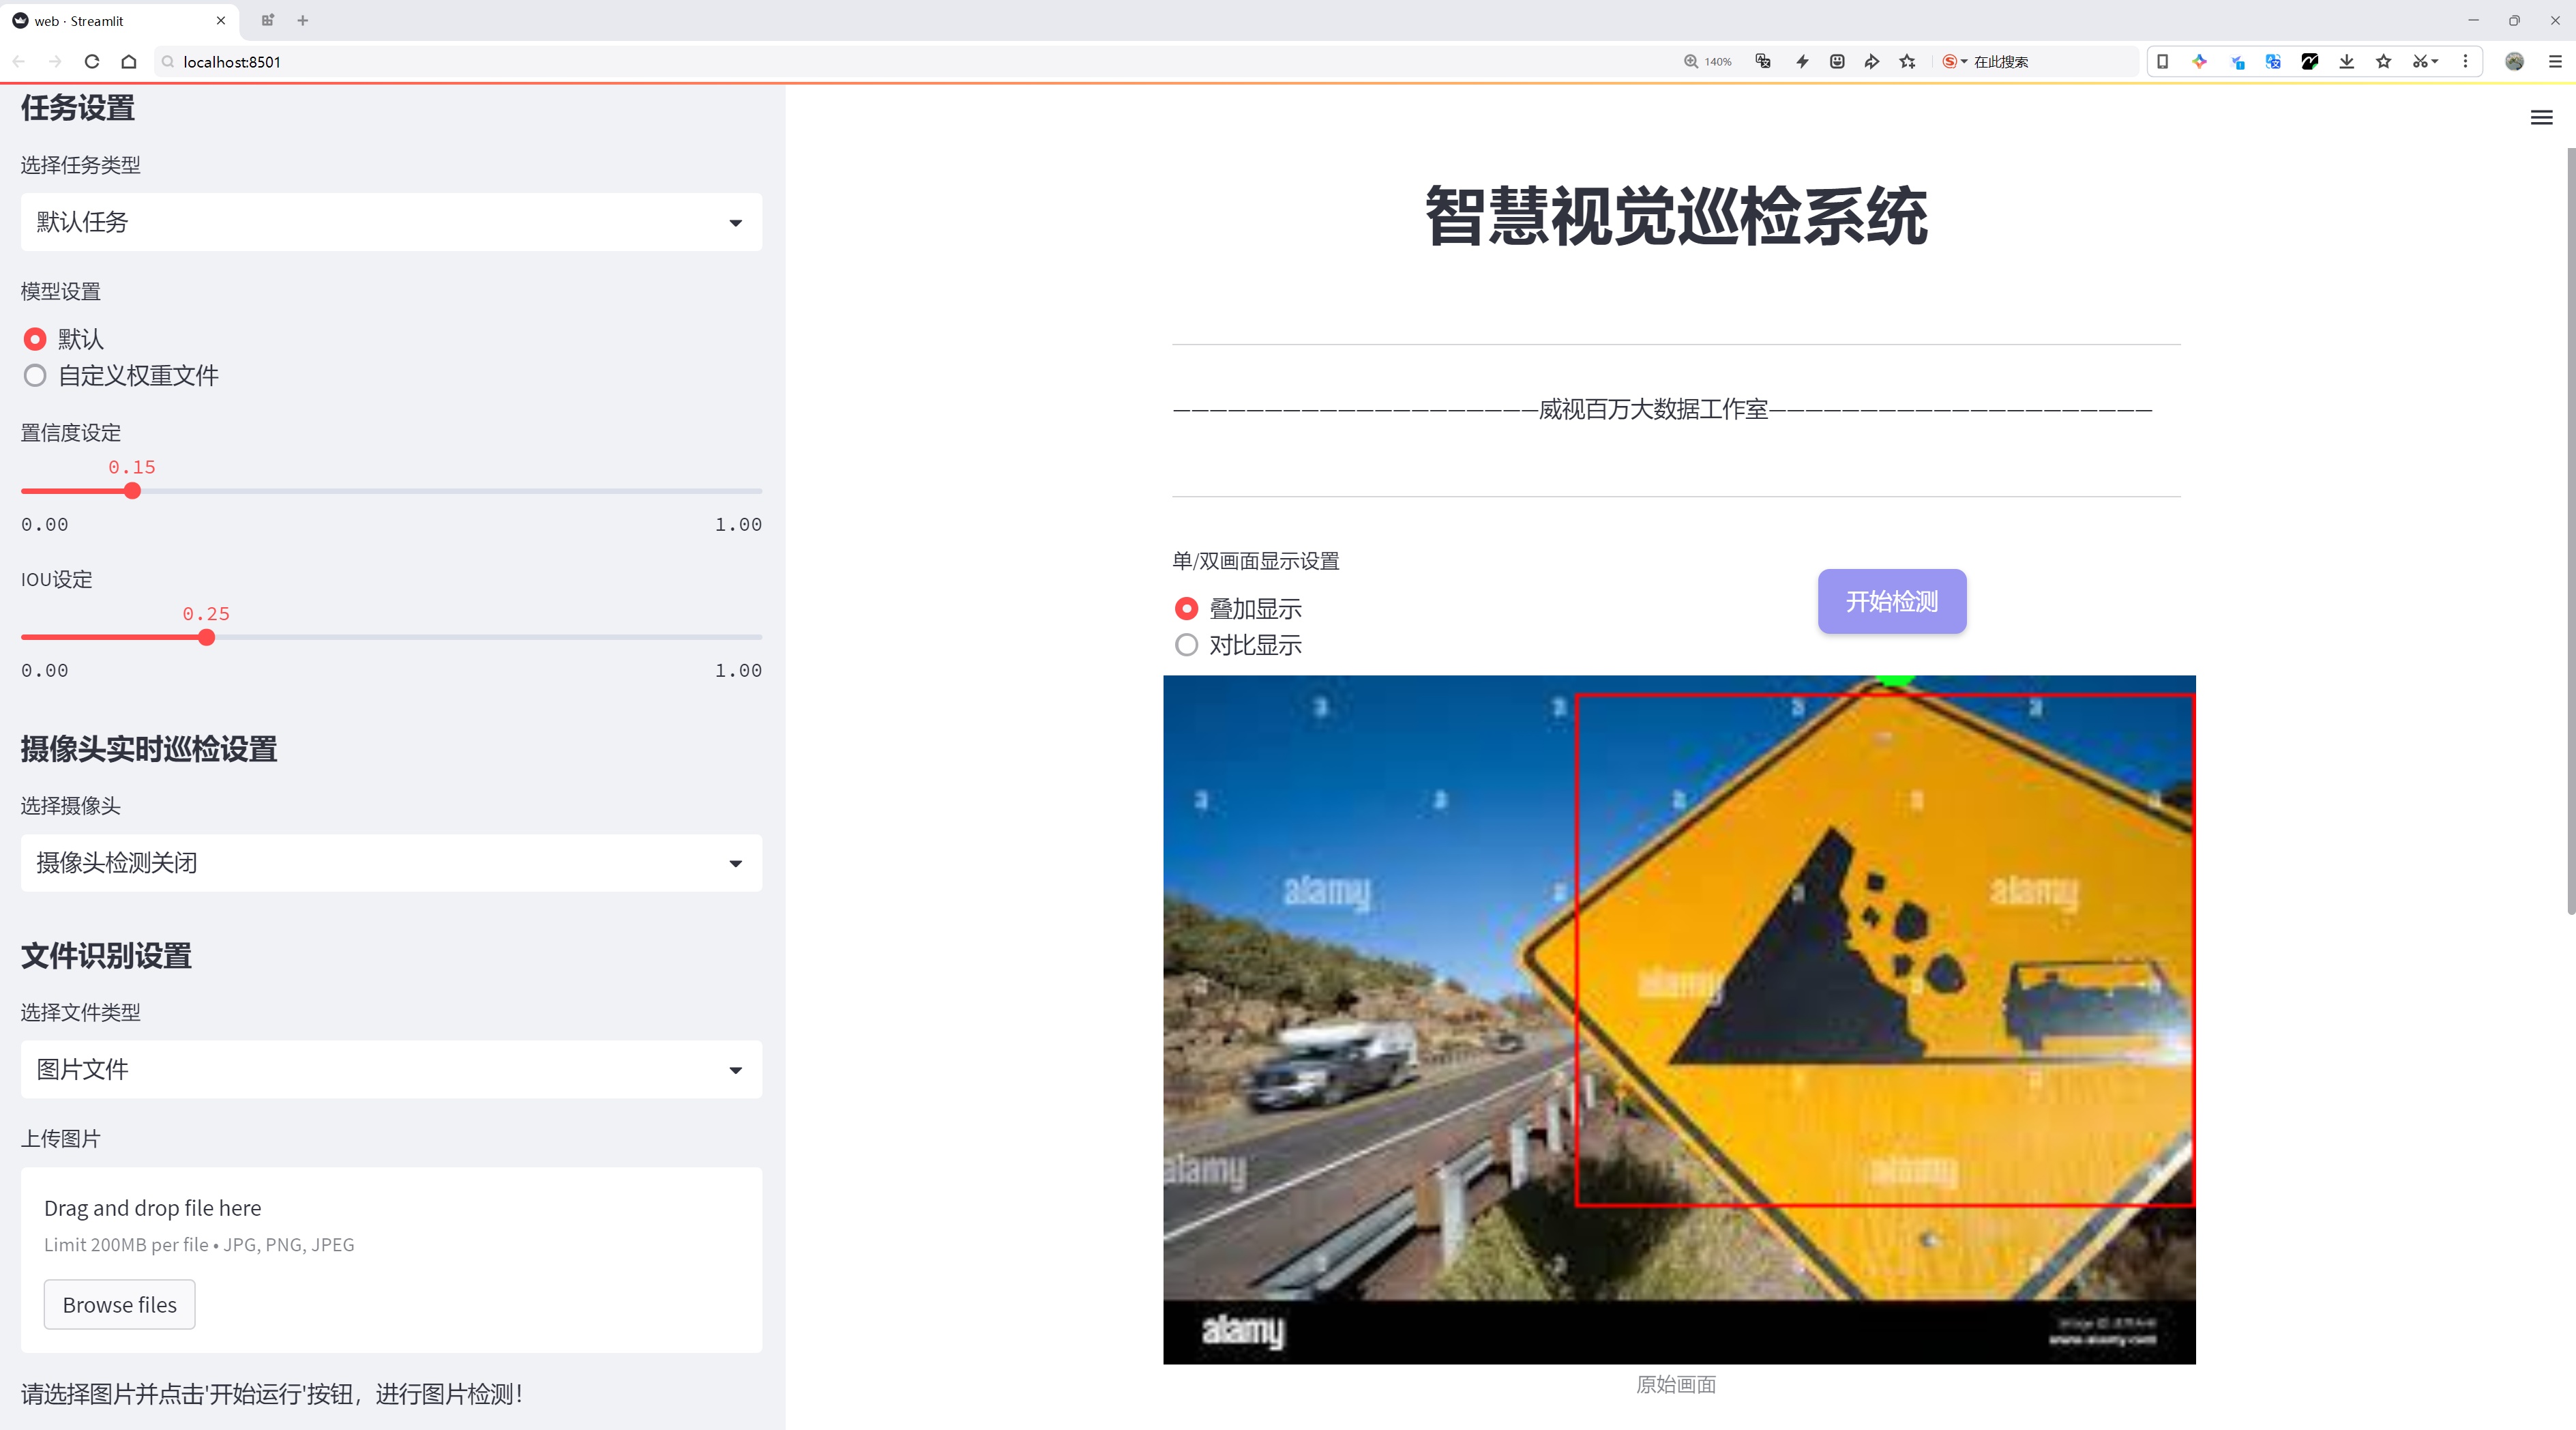 web · Streamlit
localhost:8501
140%
在此搜索
任务设置
选择任务类型
默认任务
模型设置
默认
自定义权重文件
置信度设定
0.15
0.00
1.00
IOU设定
0.25
0.00
1.00
摄像头实时巡检设置
选择摄像头
摄像头检测关闭
文件识别设置
选择文件类型
图片文件
上传图片
Drag and drop file here
Limit 200MB per file • JPG, PNG, JPEG
Browse files
请选择图片并点击'开始运行'按钮，进行图片检测！
智慧视觉巡检系统
————————————————————威视百万大数据工作室—————————————————————
单/双画面显示设置
叠加显示
对比显示
开始检测
alamy
alamy
alamy
alamy
alamy
alamy
www.alamy.com
原始画面